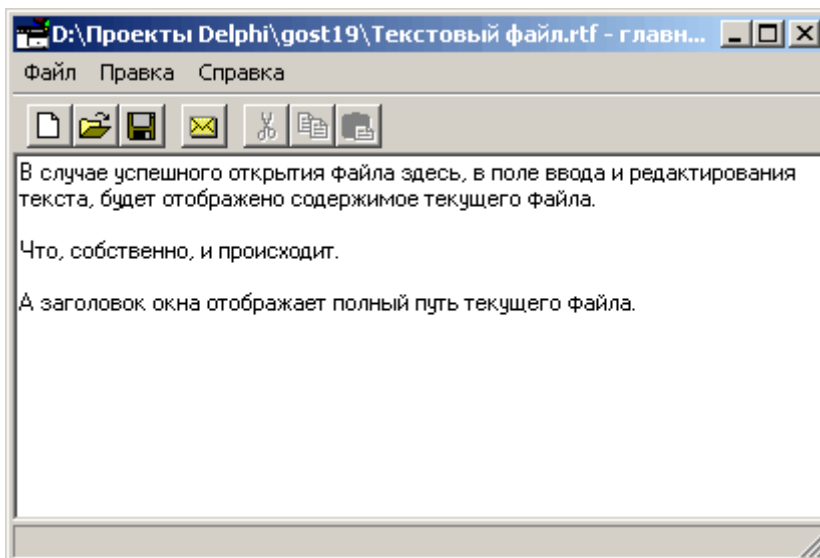 D:\Проекты Delphi\gost19\Текстовый файл.rtf - главн...
Файл Правка Справка
В случае успешного открытия файла здесь, в поле ввода и редактирования
текста, будет отображено содержимое текущего файла.
Что, собственно, и происходит.
А заголовок окна отображает полный путь текущего файла.